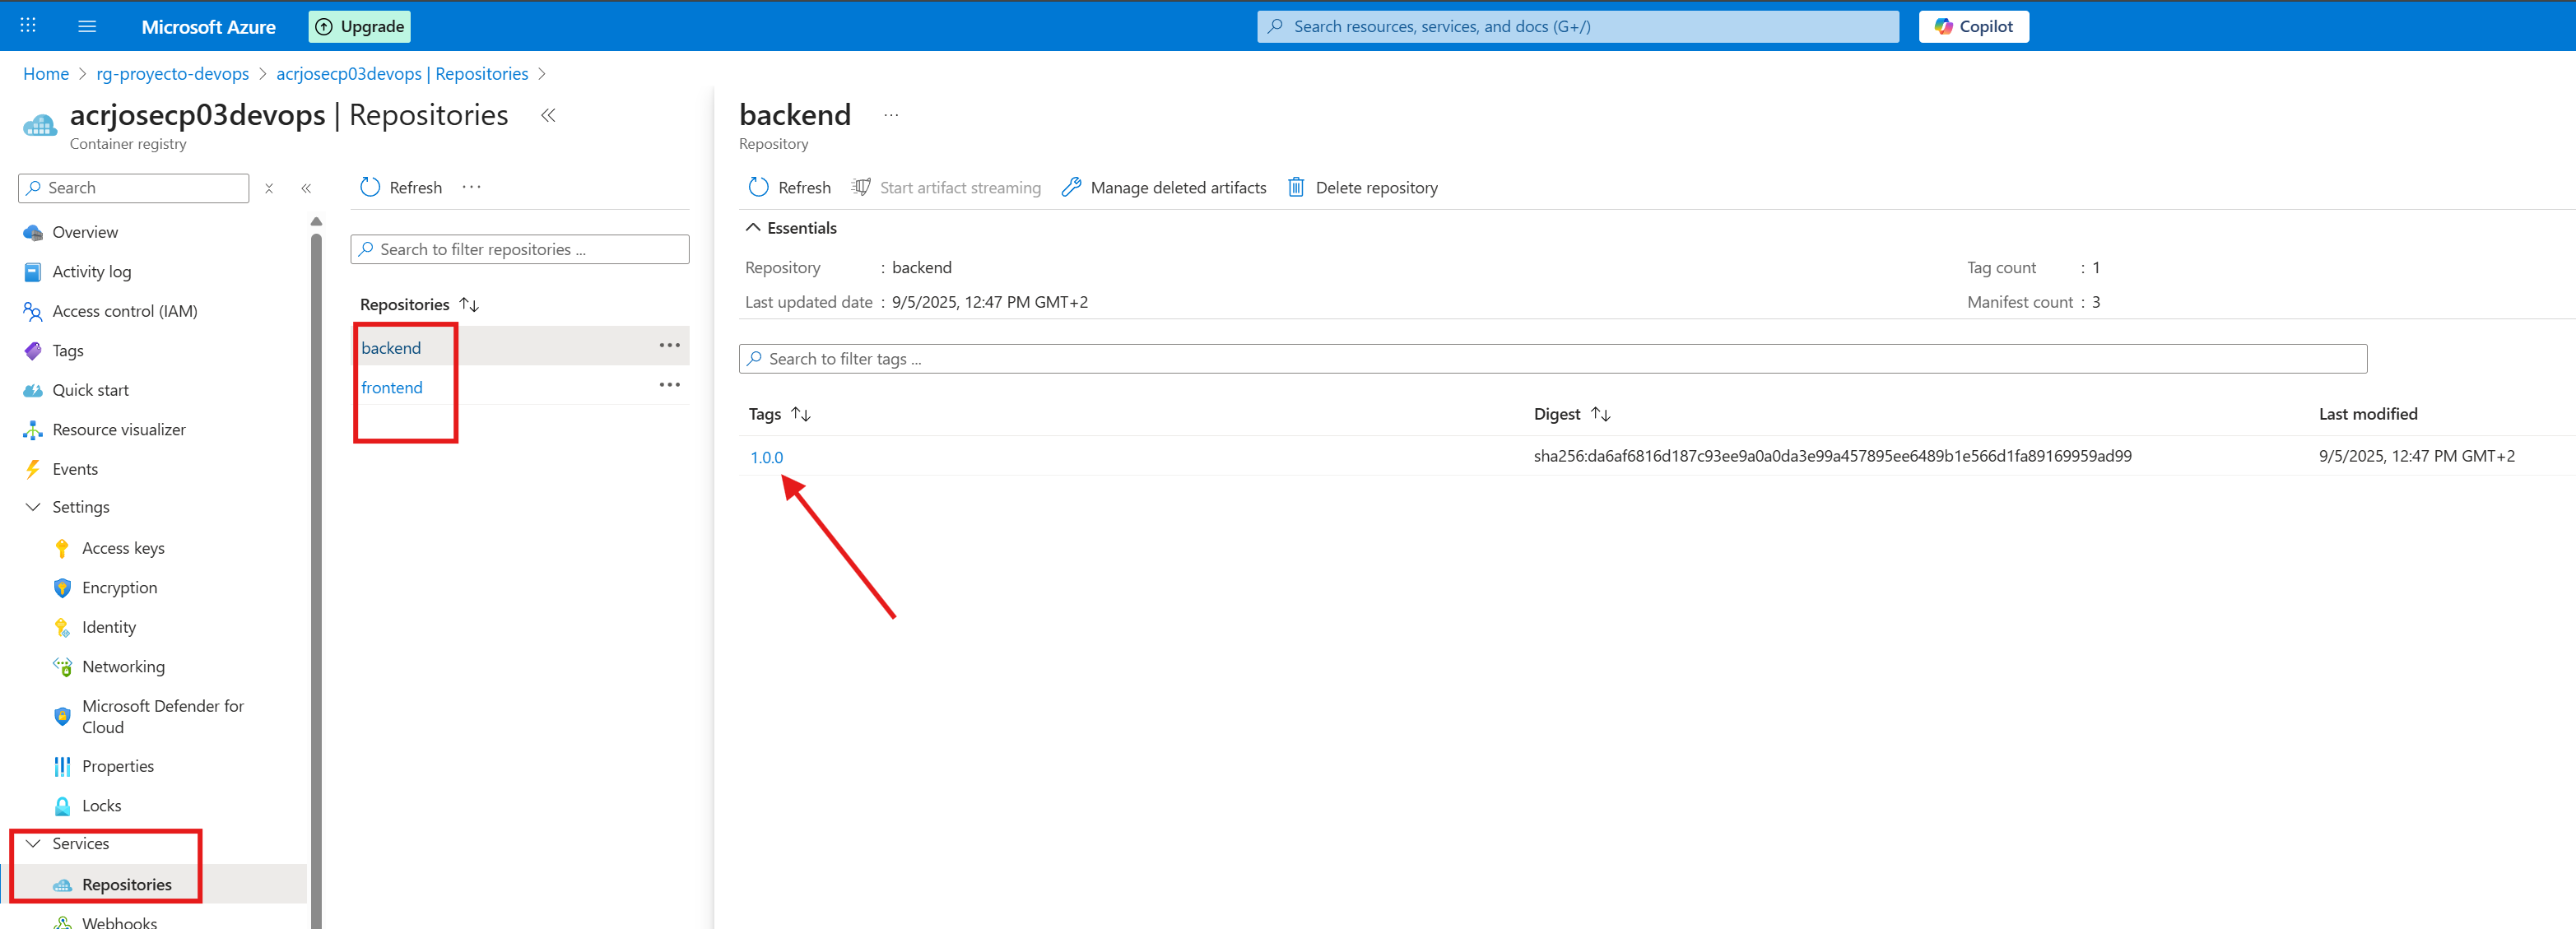 Microsoft Azure
Upgrade
Search resources, services, and docs (G+/)
Copilot
Home > rg-proyecto-devops > acrjosecp03devops | Repositories >
acrjosecp03devops | Repositories
Container registry
Search
Overview
Activity log
Access control (IAM)
Tags
Quick start
Resource visualizer
Events
Settings
Access keys
Encryption
Identity
Networking
Microsoft Defender for
Cloud
Properties
Locks
Services
Repositories
Webhooks
Refresh
Search to filter repositories ...
Repositories
backend
frontend
backend
Repository
Refresh
Start artifact streaming
Manage deleted artifacts
Delete repository
Essentials
Repository : backend
Last updated date : 9/5/2025, 12:47 PM GMT+2
Tag count : 1
Manifest count : 3
Search to filter tags ...
Tags Digest Last modified
1.0.0 sha256:da6af6816d187c93ee9a0a0da3e99a457895ee6489b1e566d1fa89169959ad99 9/5/2025, 12:47 PM GMT+2